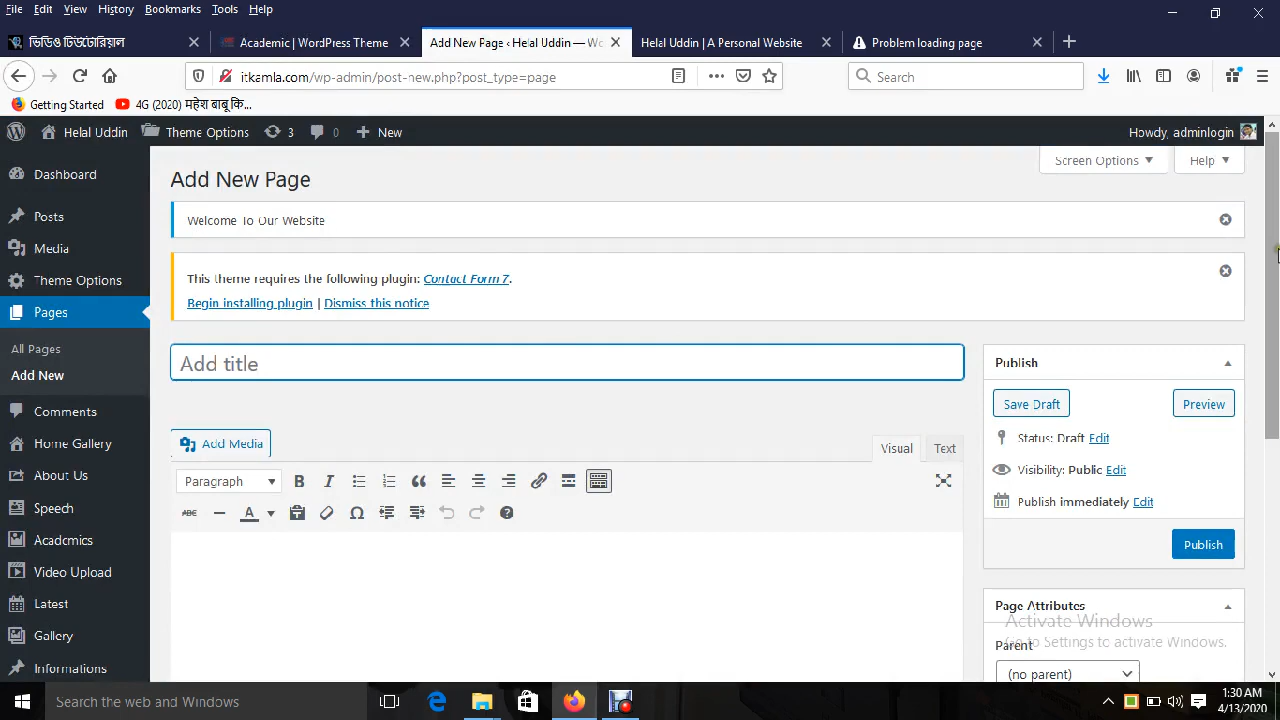 File Edit View History Bookmarks Tools Help
ভিডিও টিউটোরিয়াল
Academic | WordPress Theme
Add New Page ‹ Helal Uddin — Wo
Helal Uddin | A Personal Website
Problem loading page
itkamla.com/wp-admin/post-new.php?post_type=page
Search
Getting Started
4G (2020) महेश बाबू कि...
Helal Uddin
Theme Options
3
0
New
Howdy, adminlogin
Screen Options
Help
Dashboard
Posts
Media
Theme Options
Pages
All Pages
Add New
Comments
Home Gallery
About Us
Speech
Academics
Video Upload
Latest
Gallery
Informations
Add New Page
Welcome To Our Website
This theme requires the following plugin: Contact Form 7.
Begin installing plugin | Dismiss this notice
Add title
Add Media
Visual
Text
Paragraph
B I
ABC A
Publish
Save Draft
Preview
Status: Draft Edit
Visibility: Public Edit
Publish immediately Edit
Publish
Page Attributes
Activate Windows
Go to Settings to activate Windows.
Parent
(no parent)
Search the web and Windows
1:30 AM
4/13/2020